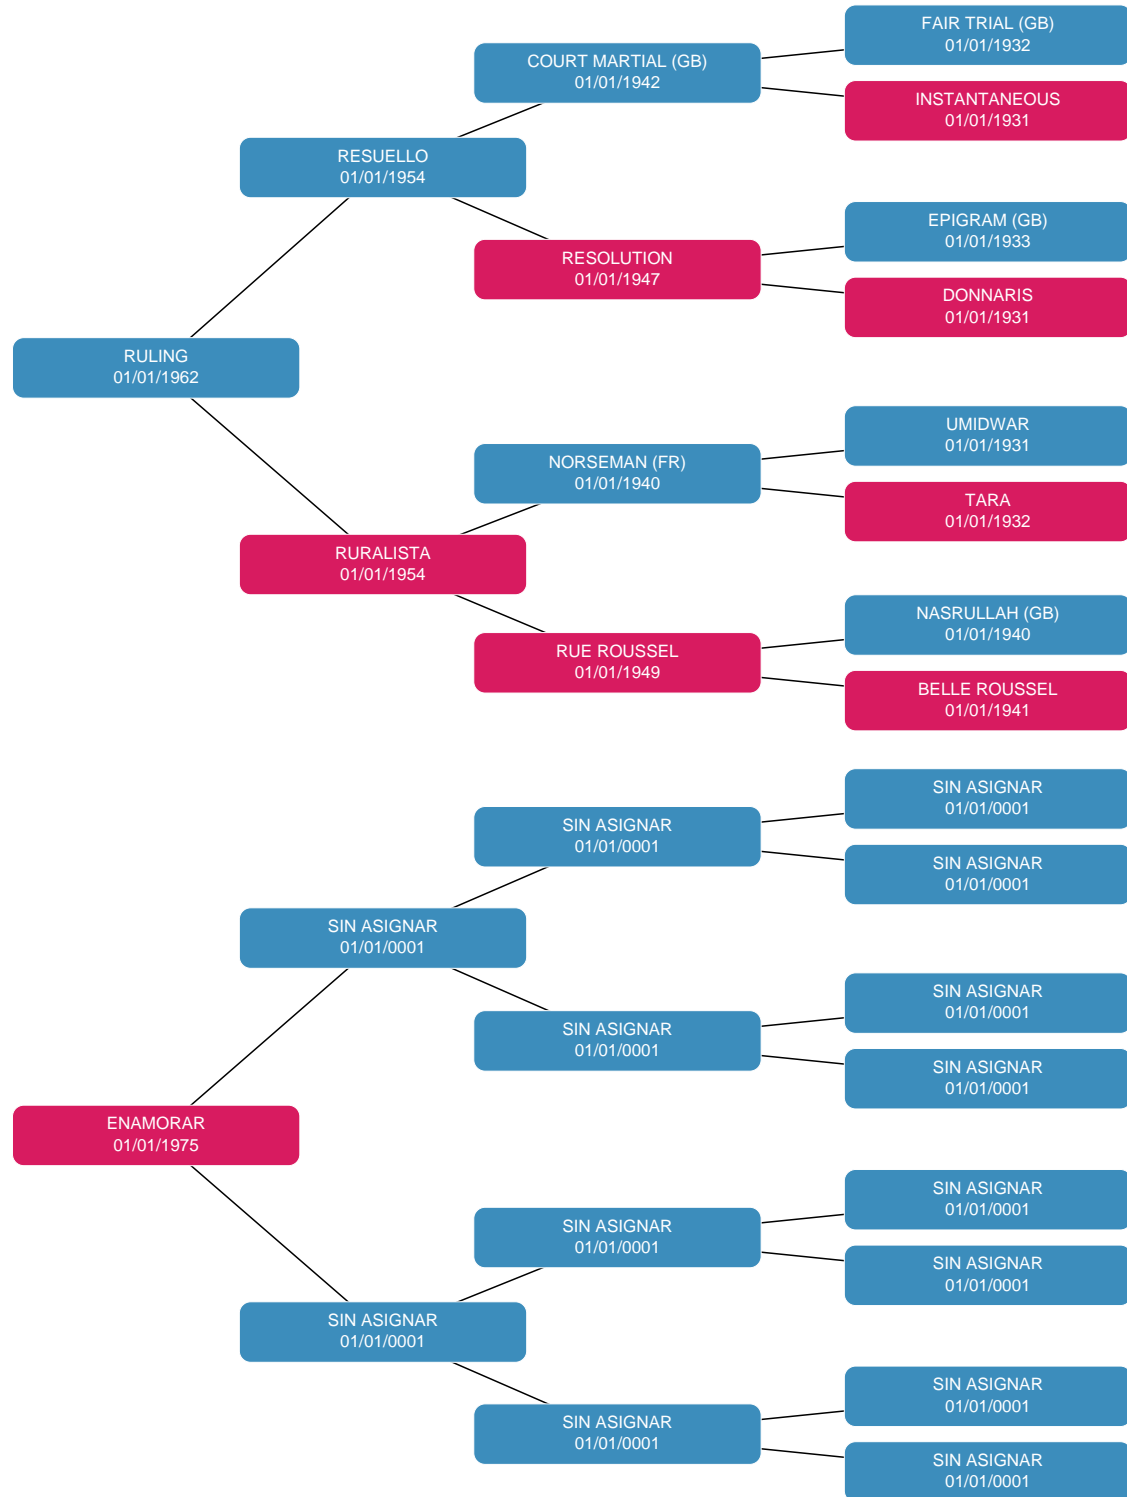 FAIR TRIAL (GB)
01/01/1932
COURT MARTIAL (GB)
01/01/1942
INSTANTANEOUS
01/01/1931
RESUELLO
01/01/1954
EPIGRAM (GB)
01/01/1933
RESOLUTION
01/01/1947
DONNARIS
01/01/1931
RULING
01/01/1962
UMIDWAR
01/01/1931
NORSEMAN (FR)
01/01/1940
TARA
01/01/1932
RURALISTA
01/01/1954
NASRULLAH (GB)
01/01/1940
RUE ROUSSEL
01/01/1949
BELLE ROUSSEL
01/01/1941
SIN ASIGNAR
01/01/0001
SIN ASIGNAR
01/01/0001
SIN ASIGNAR
01/01/0001
SIN ASIGNAR
01/01/0001
SIN ASIGNAR
01/01/0001
SIN ASIGNAR
01/01/0001
SIN ASIGNAR
01/01/0001
ENAMORAR
01/01/1975
SIN ASIGNAR
01/01/0001
SIN ASIGNAR
01/01/0001
SIN ASIGNAR
01/01/0001
SIN ASIGNAR
01/01/0001
SIN ASIGNAR
01/01/0001
SIN ASIGNAR
01/01/0001
SIN ASIGNAR
01/01/0001